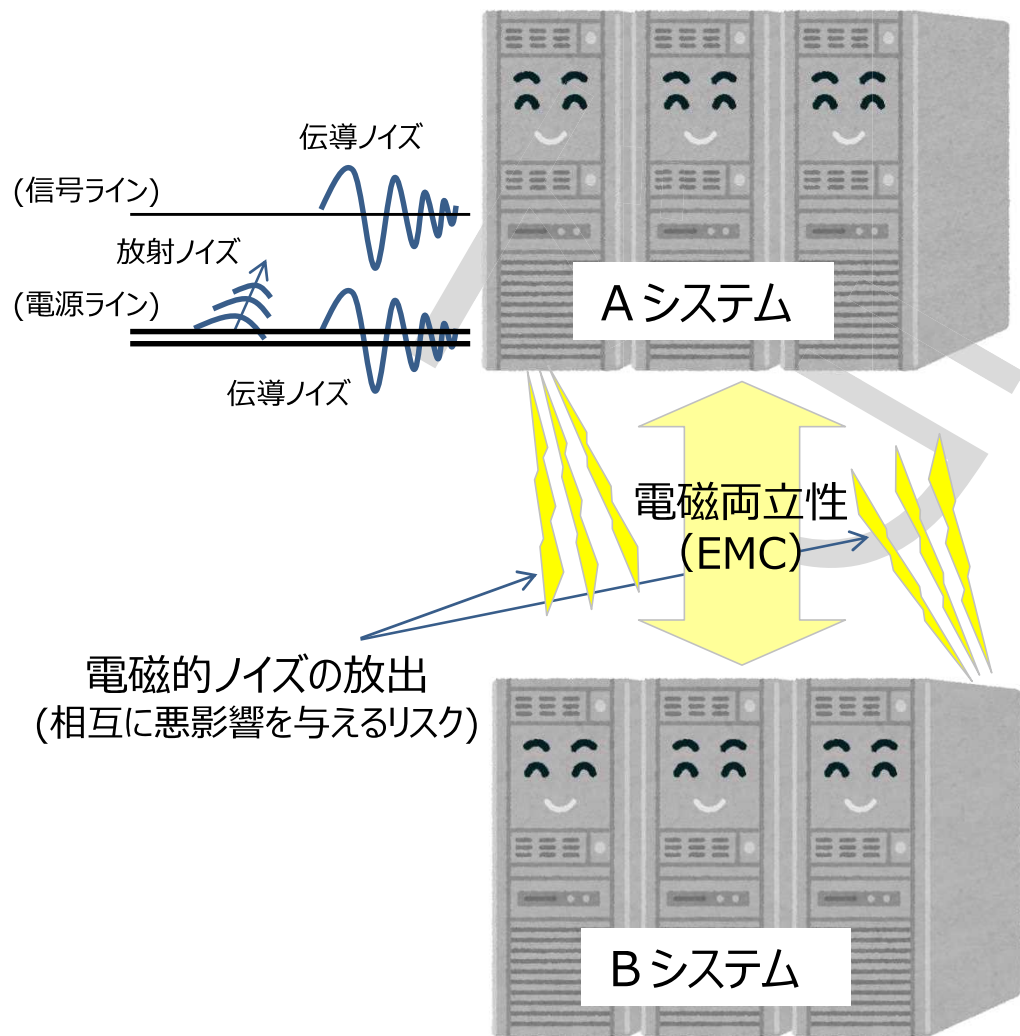 伝導ノイズ
(信号ライン)
放射ノイズ
(電源ライン)
伝導ノイズ
Aシステム
電磁両立性
（EMC）
電磁的ノイズの放出
(相互に悪影響を与えるリスク)
Bシステム